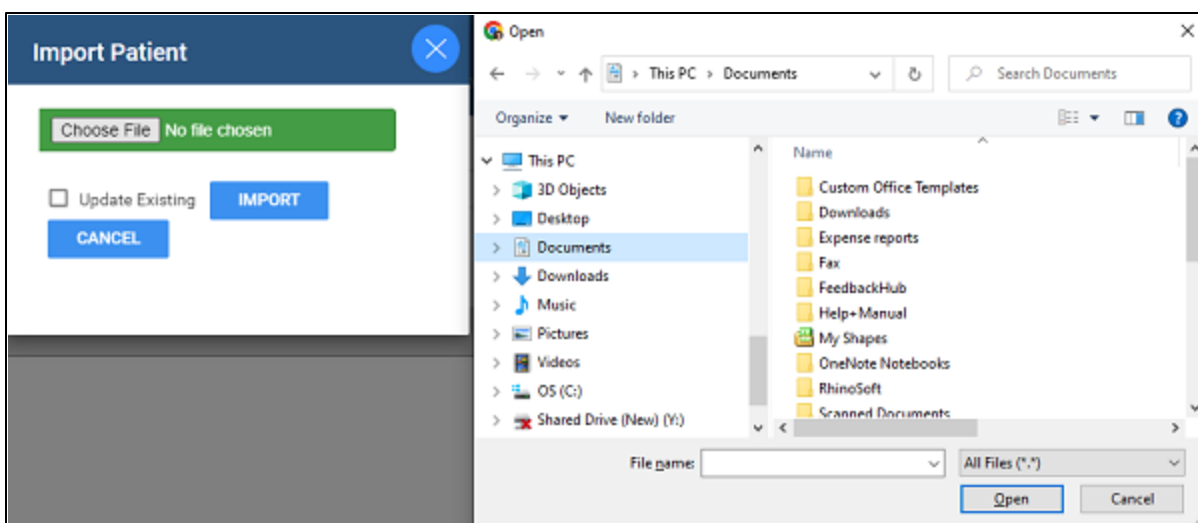 Import Patient
Choose File No file chosen
Update Existing IMPORT
CANCEL
Open
This PC > Documents
Search Documents
Organize New folder
This PC
3D Objects
Desktop
Documents
Downloads
Music
Pictures
Videos
OS (C:)
Shared Drive (New) (Y:)
Name
Custom Office Templates
Downloads
Expense reports
Fax
FeedbackHub
Help+Manual
My Shapes
OneNote Notebooks
RhinoSoft
Scanned Documents
File name: All Files (*.*)
Open Cancel